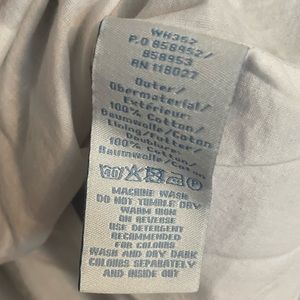 WH357
P.O 858952/
858953
RN 118027
Outer/
Obermaterial/
Extérieur:
100% Cotton/
Baumwolle/Coton
Lining/Futter/
Doublure:
100% Cotton/
Baumwolle/Coton
MACHINE WASH
DO NOT TUMBLE DRY
WARM IRON
ON REVERSE
USE DETERGENT
RECOMMENDED
FOR COLOURS
WASH AND DRY DARK
COLOURS SEPARATELY
AND INSIDE OUT